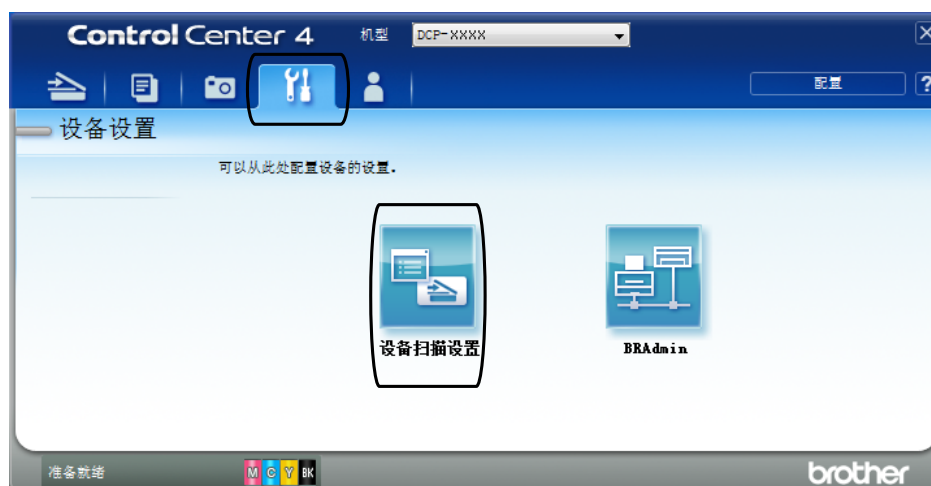 Control Center 4 机型 DCP-XXXX
配置 ?
设备设置
可以从此处配置设备的设置.
设备扫描设置 BRAdmin
准备就绪 M C Y BK brother